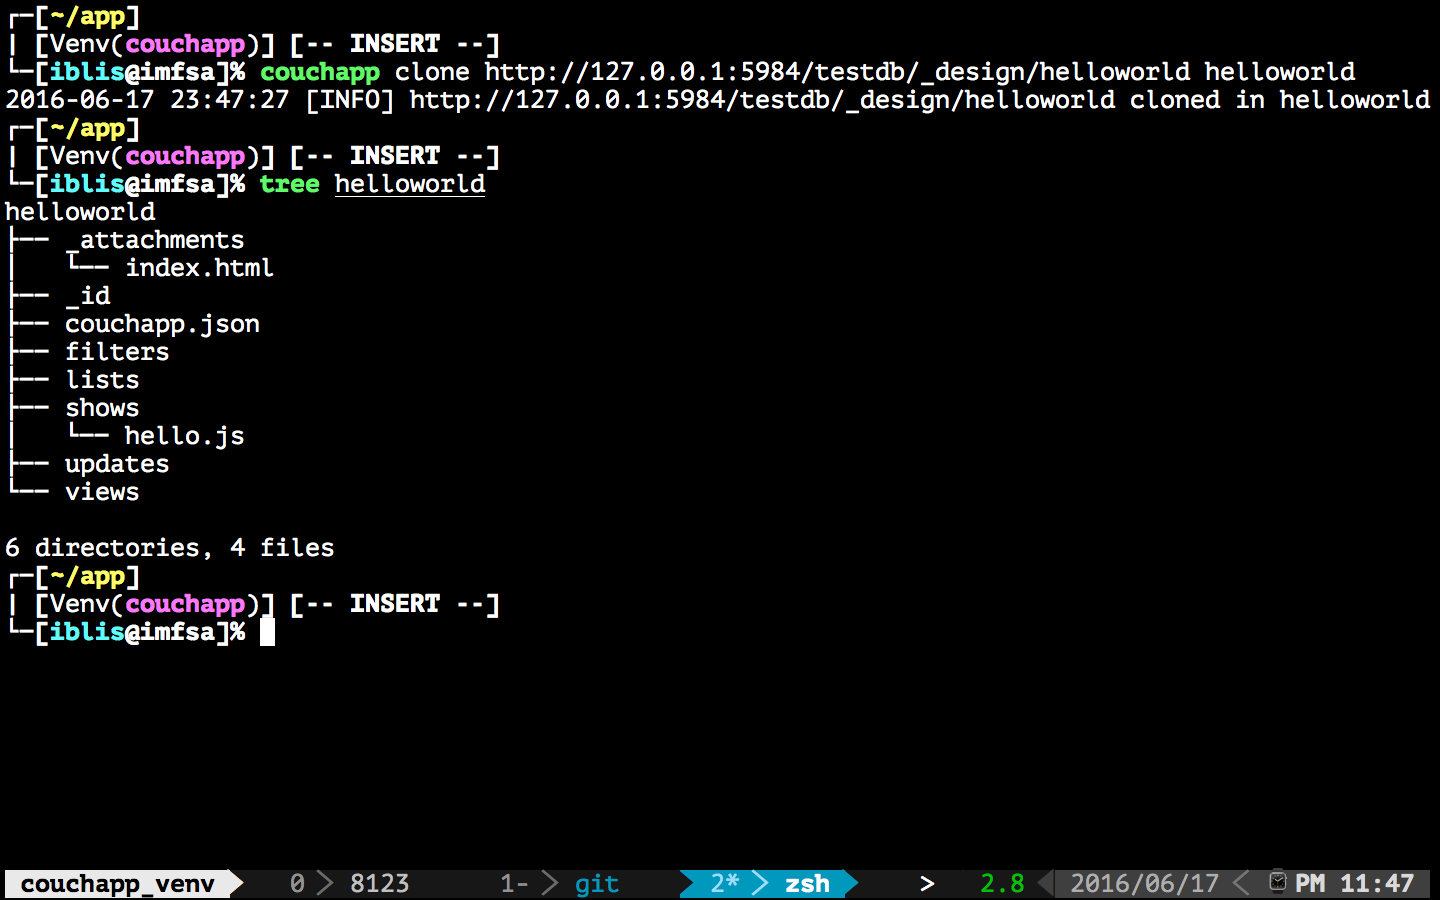 ┌─[~/app]
| [Venv(couchapp)] [-- INSERT --]
└─[iblis@imfsa]% couchapp clone http://127.0.0.1:5984/testdb/_design/helloworld helloworld
2016-06-17 23:47:27 [INFO] http://127.0.0.1:5984/testdb/_design/helloworld cloned in helloworld
┌─[~/app]
| [Venv(couchapp)] [-- INSERT --]
└─[iblis@imfsa]% tree helloworld
helloworld
├── _attachments
│   └── index.html
├── _id
├── couchapp.json
├── filters
├── lists
├── shows
│   └── hello.js
├── updates
└── views
6 directories, 4 files
┌─[~/app]
| [Venv(couchapp)] [-- INSERT --]
└─[iblis@imfsa]%
couchapp_venv 0 8123 1- git 2* zsh > 2.8 2016/06/17 PM 11:47